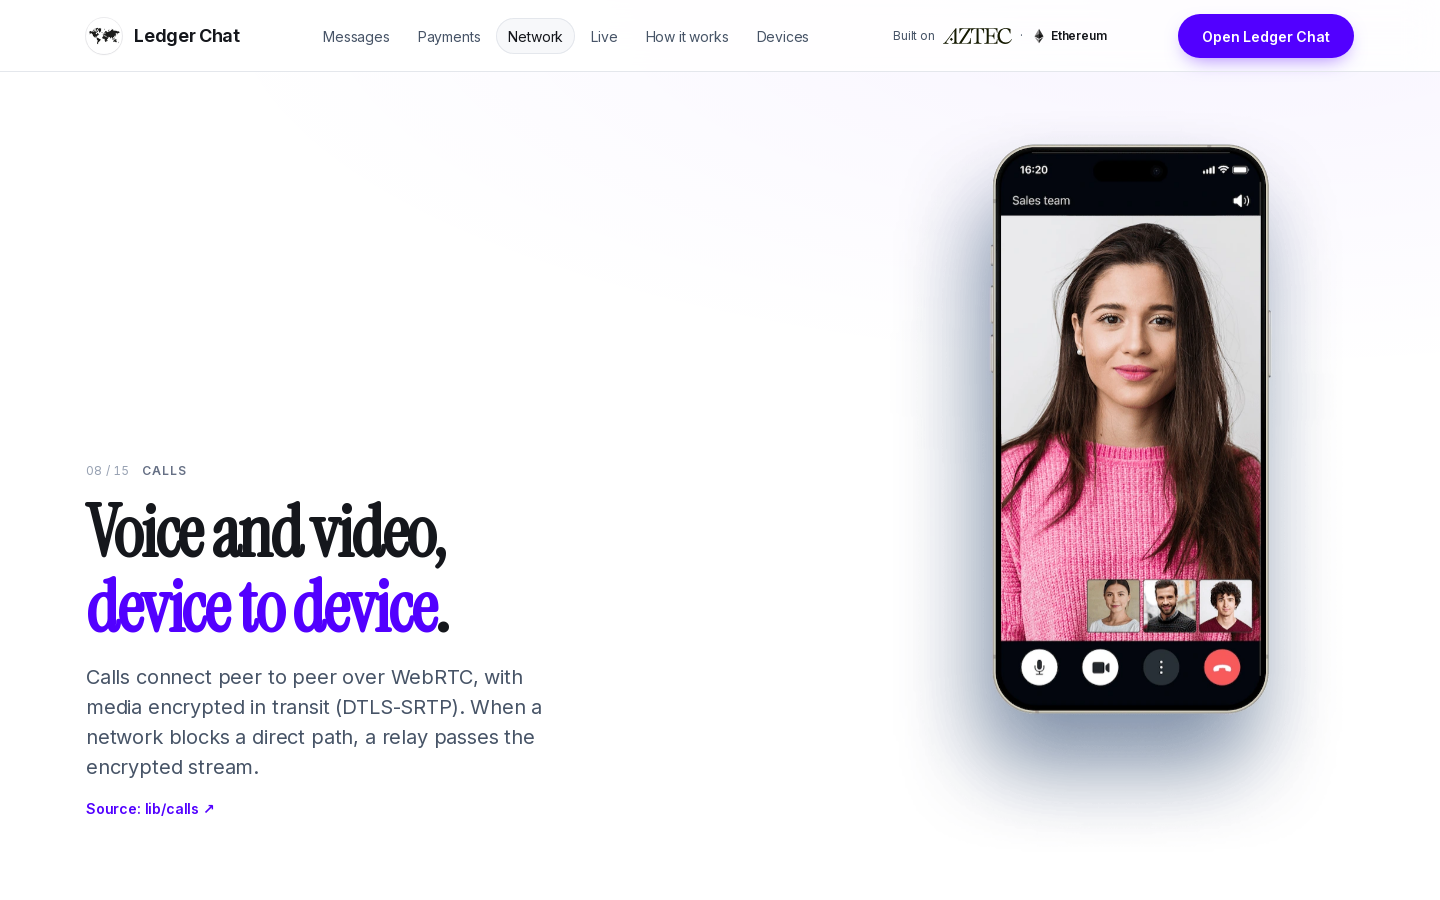 Ledger Chat
Messages
Payments
Network
Live
How it works
Devices
Built on
AZTEC
·
Ethereum
Open Ledger Chat
16:20
Sales team
08 / 15 CALLS
Voice and video,
device to device.
Calls connect peer to peer over WebRTC, with
media encrypted in transit (DTLS-SRTP). When a
network blocks a direct path, a relay passes the
encrypted stream.
Source: lib/calls ↗